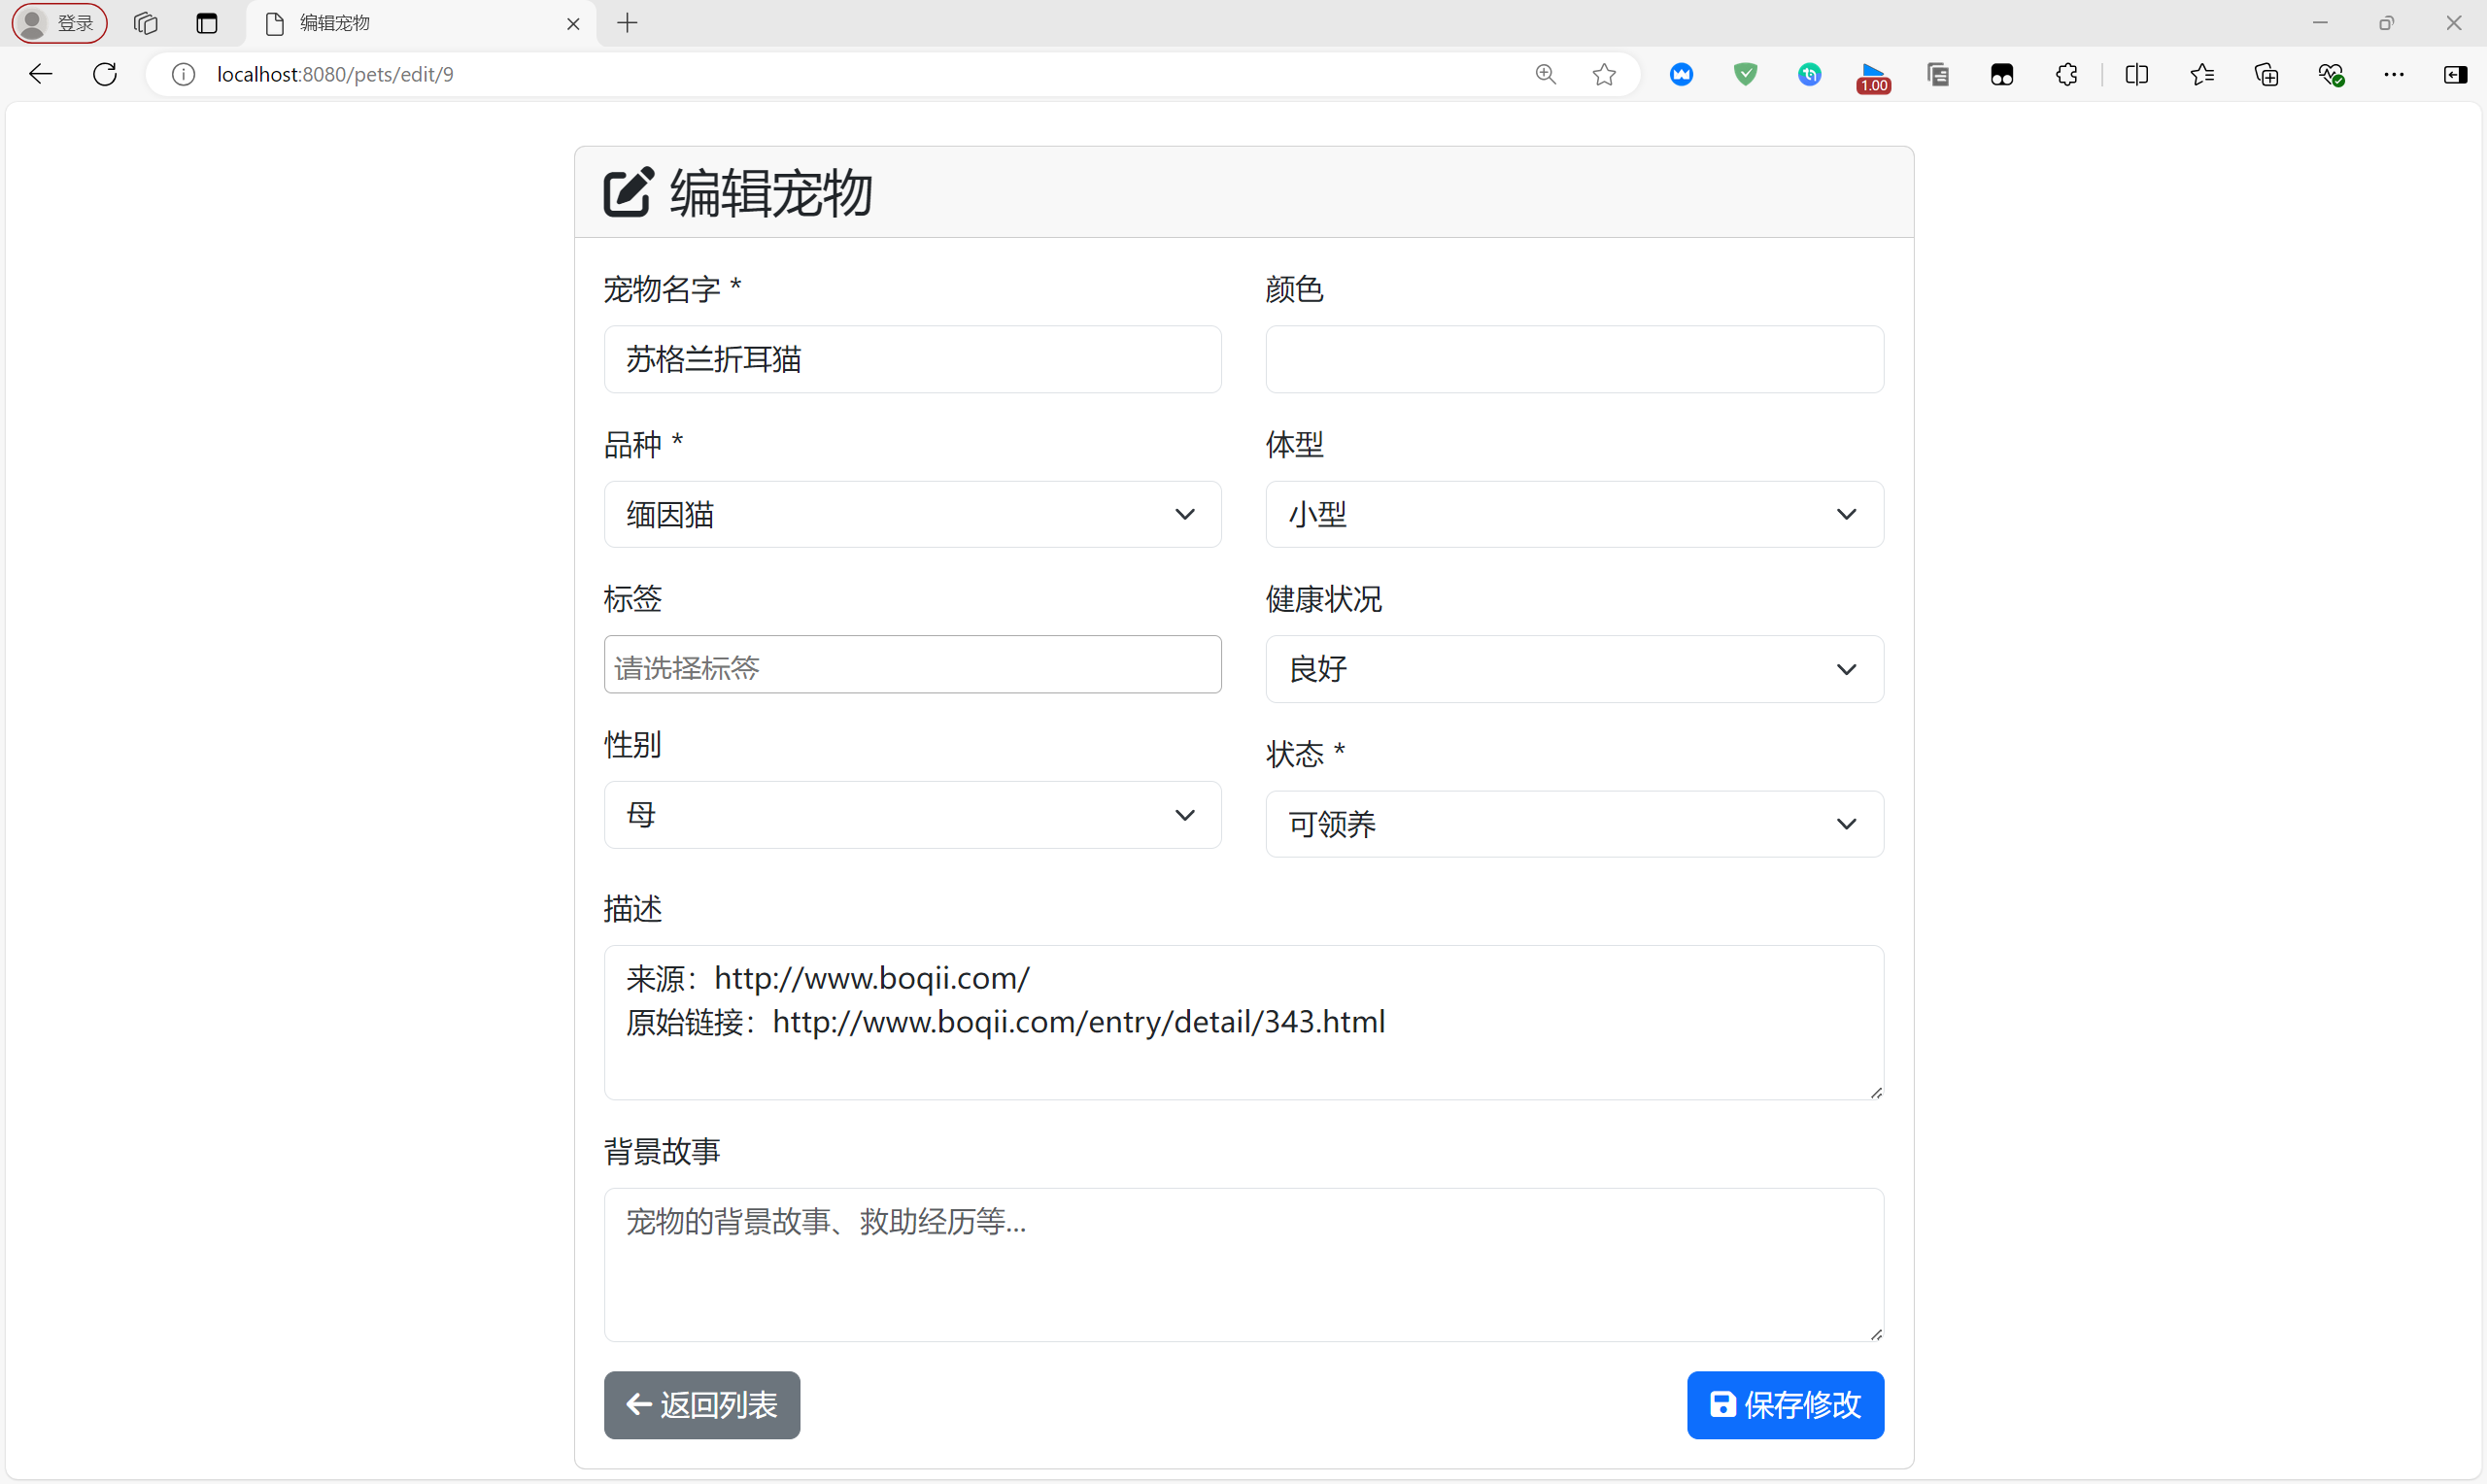 登录
编辑宠物
localhost:8080/pets/edit/9
1.00
编辑宠物
宠物名字 *
颜色
苏格兰折耳猫
品种 *
体型
缅因猫
小型
标签
健康状况
请选择标签
良好
性别
状态 *
母
可领养
描述
来源：http://www.boqii.com/
原始链接：http://www.boqii.com/entry/detail/343.html
背景故事
宠物的背景故事、救助经历等...
返回列表
保存修改